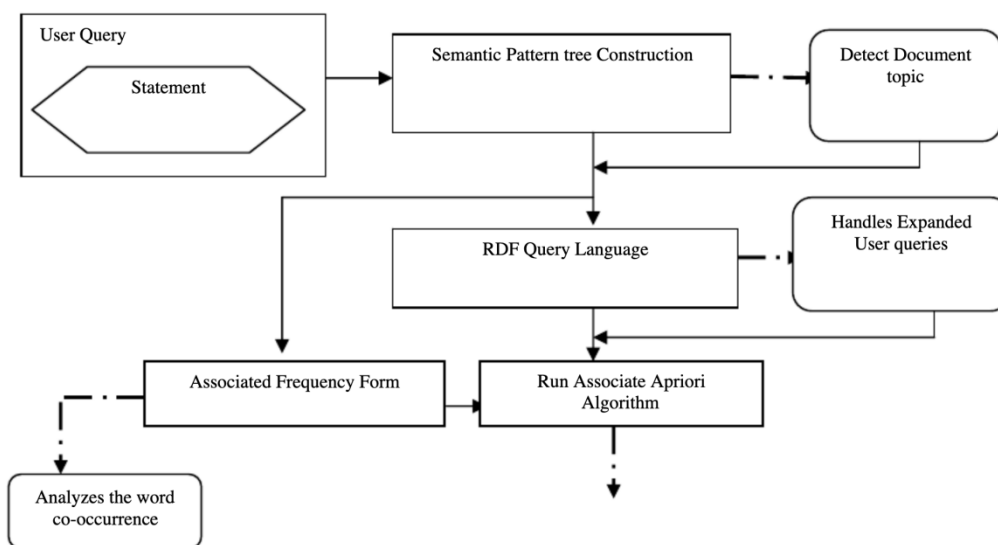 User Query
Statement
Semantic Pattern tree Construction
Detect Document
topic
RDF Query Language
Handles Expanded
User queries
Associated Frequency Form
Run Associate Apriori
Algorithm
Analyzes the word
co-occurrence